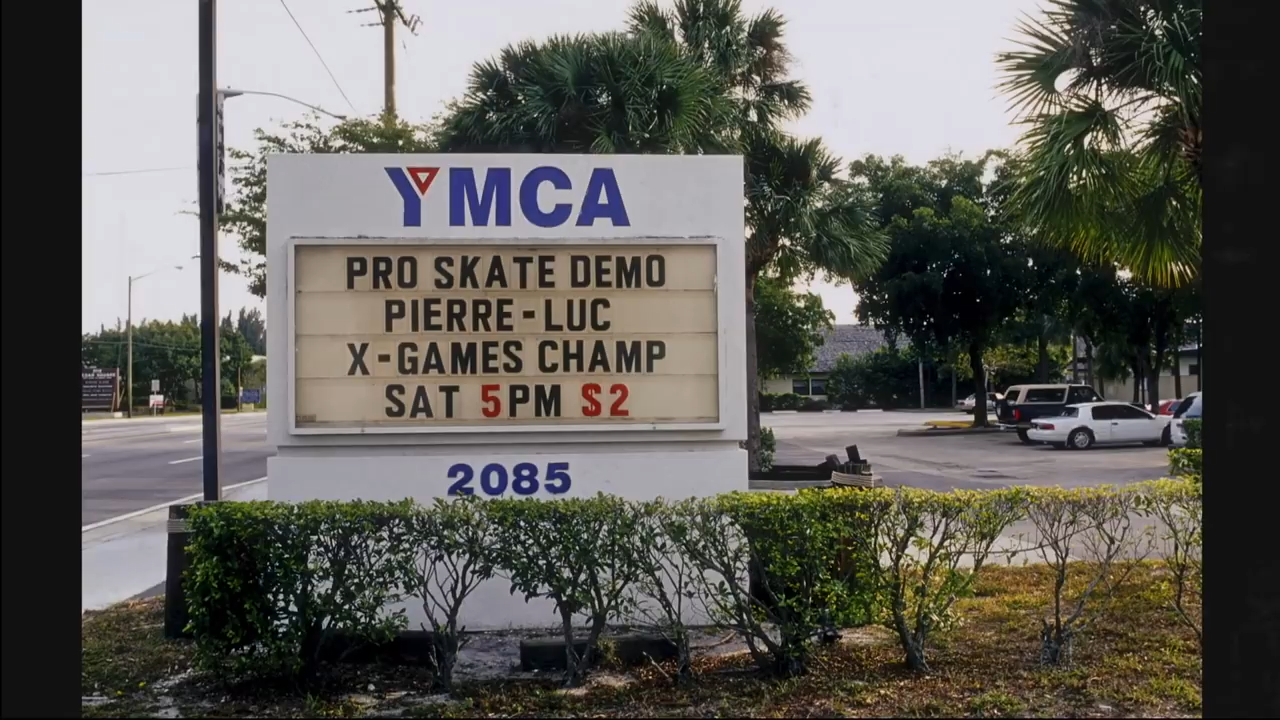 YMCA
PRO SKATE DEMO
PIERRE-LUC
X-GAMES CHAMP
SAT 5PM $2
2085